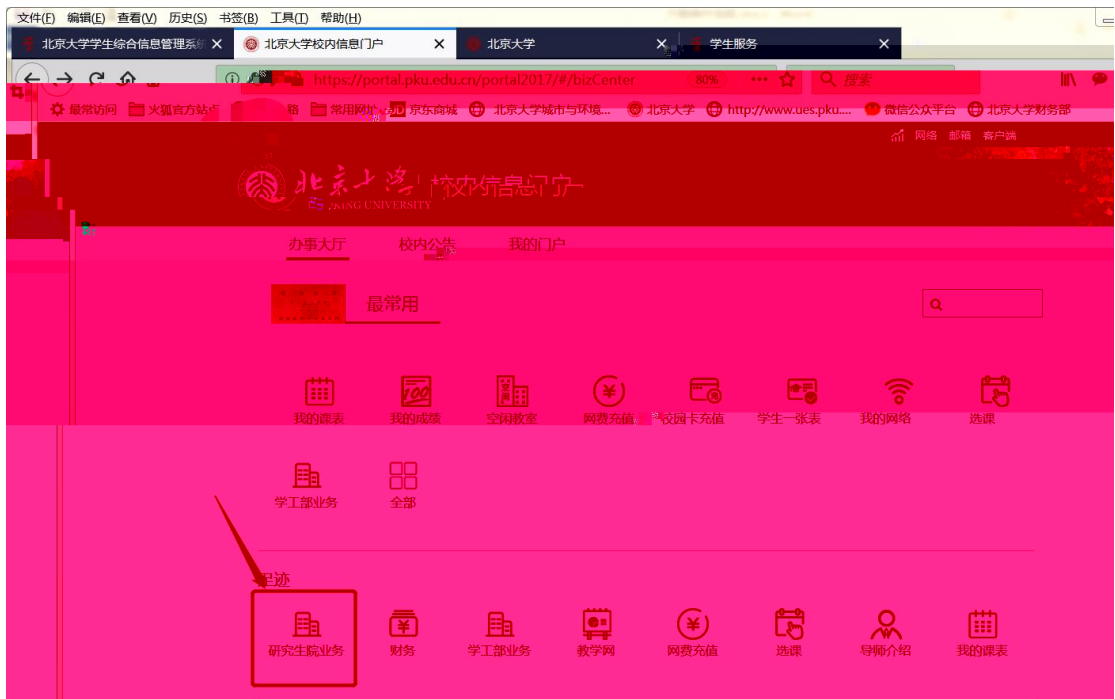 文件(F) 编辑(E) 查看(V) 历史(S) 书签(B) 工具(T) 帮助(H)
北京大学学生综合信息管理系统 北京大学校内信息门户 北京大学 学生服务
https://portal.pku.edu.cn/portal2017/#/bizCenter 80% 搜索
最常访问 火狐官方站点 常用网址 京东商城 北京大学城市与环境... 北京大学 http://www.ues.pku.... 微信公众平台 北京大学财务部
网络 邮箱 客户端
北京大学 校内信息门户
PEKING UNIVERSITY
办事大厅 校内公告 我的门户
最常用
我的课表 我的成绩 空闲教室 网费充值 校园卡充值 学生一张表 我的网络 选课
学工部业务 全部
足迹
研究生院业务 财务 学工部业务 教学网 网费充值 选课 导师介绍 我的课表